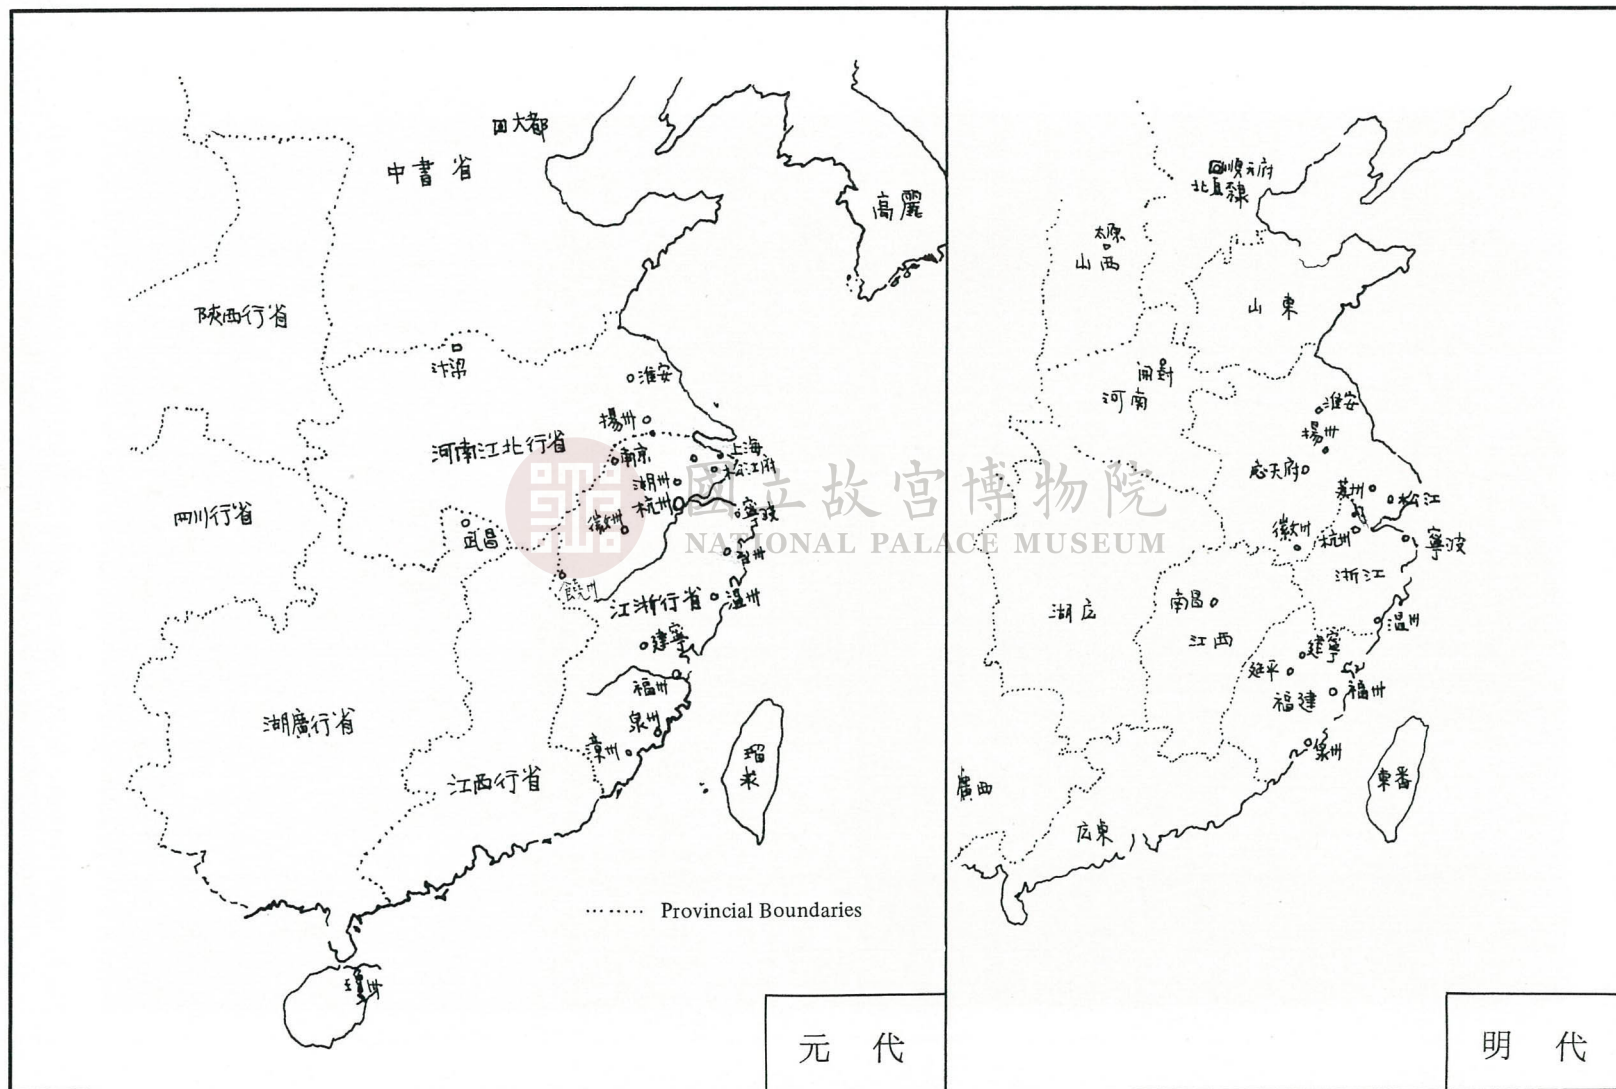 大都
中書省
高麗
陝西行省
汴梁
淮安
揚州
河南江北行省
南京
上海
松江府
湖州
杭州
徽州
寧波
四川行省
武昌
台州
饒州
江浙行省
温州
建寧
福州
泉州
漳州
湖廣行省
江西行省
瑠求
瓊州
Provincial Boundaries
元代
北直隸
太原
山西
山東
開封
河南
淮安
揚州
応天府
蘇州
松江
徽州
杭州
寧波
浙江
湖広
南昌
江西
温州
建寧
延平
福建
福州
泉州
東番
廣西
広東
明代
國立故宮博物院
NATIONAL PALACE MUSEUM